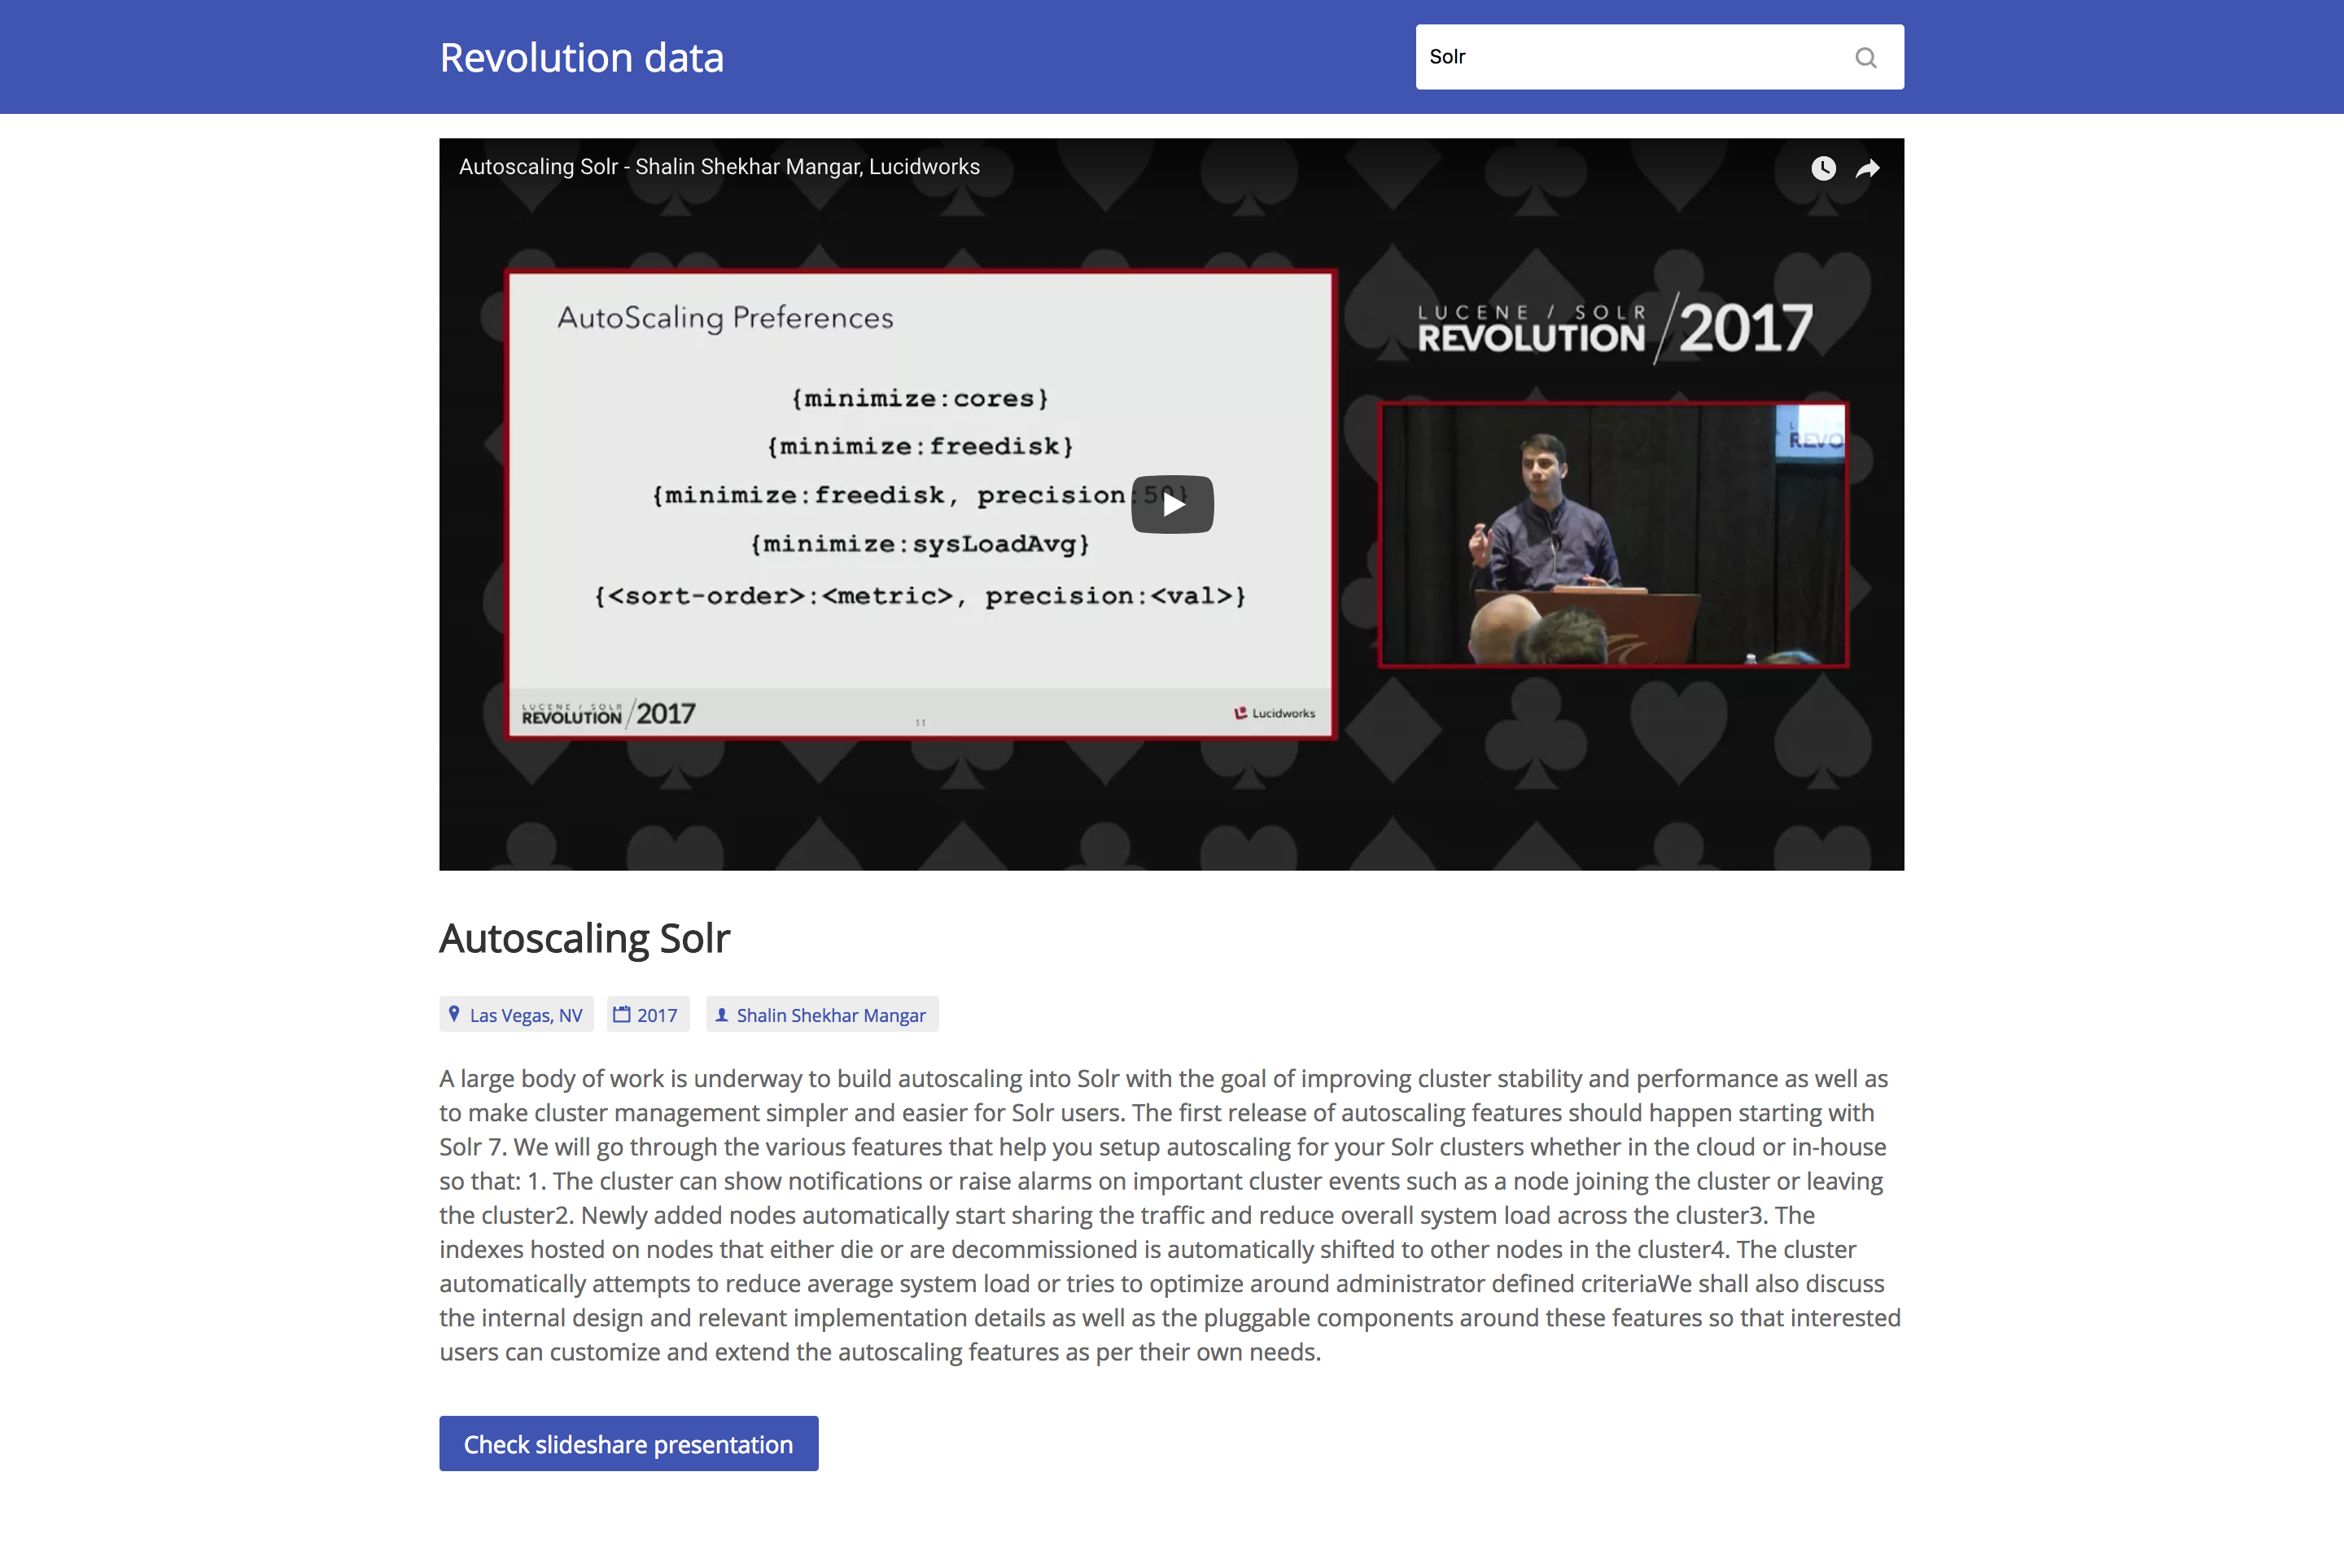 Revolution data
Solr
Autoscaling Solr - Shalin Shekhar Mangar, Lucidworks
AutoScaling Preferences
{minimize:cores}
{minimize:freedisk}
{minimize:freedisk, precision:50}
{minimize:sysLoadAvg}
{<sort-order>:<metric>, precision:<val>}
LUCENE / SOLR
REVOLUTION/2017
11
Lucidworks
LUCENE / SOLR
REVOLUTION/2017
REVO
Autoscaling Solr
Las Vegas, NV
2017
Shalin Shekhar Mangar
A large body of work is underway to build autoscaling into Solr with the goal of improving cluster stability and performance as well as
to make cluster management simpler and easier for Solr users. The first release of autoscaling features should happen starting with
Solr 7. We will go through the various features that help you setup autoscaling for your Solr clusters whether in the cloud or in-house
so that: 1. The cluster can show notifications or raise alarms on important cluster events such as a node joining the cluster or leaving
the cluster2. Newly added nodes automatically start sharing the traffic and reduce overall system load across the cluster3. The
indexes hosted on nodes that either die or are decommissioned is automatically shifted to other nodes in the cluster4. The cluster
automatically attempts to reduce average system load or tries to optimize around administrator defined criteriaWe shall also discuss
the internal design and relevant implementation details as well as the pluggable components around these features so that interested
users can customize and extend the autoscaling features as per their own needs.
Check slideshare presentation